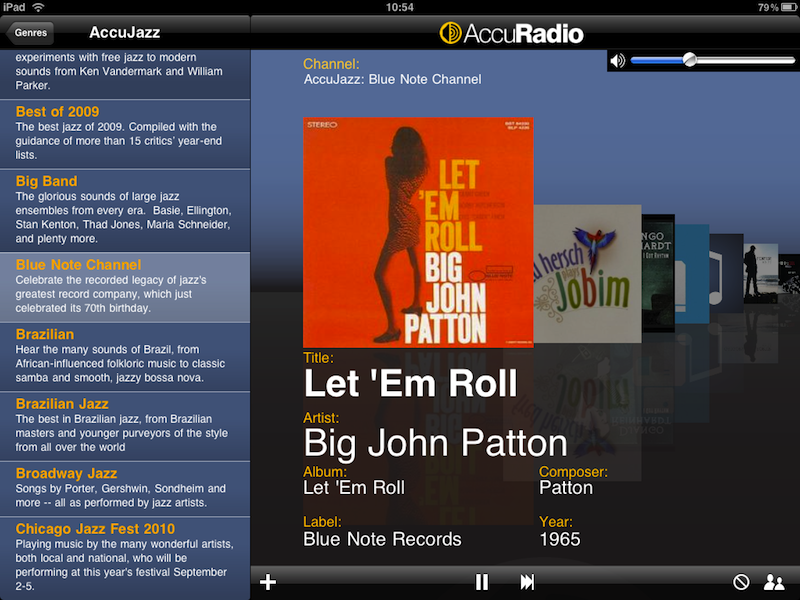 iPad
10:54
79%
Genres
AccuJazz
AccuRadio
experiments with free jazz to modern
sounds from Ken Vandermark and William
Parker.
Best of 2009
The best jazz of 2009. Compiled with the
guidance of more than 15 critics' year-end
lists.
Big Band
The glorious sounds of large jazz
ensembles from every era.  Basie, Ellington,
Stan Kenton, Thad Jones, Maria Schneider,
and plenty more.
Blue Note Channel
Celebrate the recorded legacy of jazz's
greatest record company, which just
celebrated its 70th birthday.
Brazilian
Hear the many sounds of Brazil, from
African-influenced folkloric music to classic
samba and smooth, jazzy bossa nova.
Brazilian Jazz
The best in Brazilian jazz, from Brazilian
masters and younger purveyors of the style
from all over the world
Broadway Jazz
Songs by Porter, Gershwin, Sondheim and
more -- all as performed by jazz artists.
Chicago Jazz Fest 2010
Playing music by the many wonderful artists,
both local and national, who will be
performing at this year's festival September
2-5.
Channel:
AccuJazz: Blue Note Channel
STEREO
LET
'EM
ROLL
BIG
JOHN
PATTON
hersch
plays
Jobim
Title:
Let 'Em Roll
Artist:
Big John Patton
Album:
Let 'Em Roll
Composer:
Patton
Label:
Blue Note Records
Year:
1965